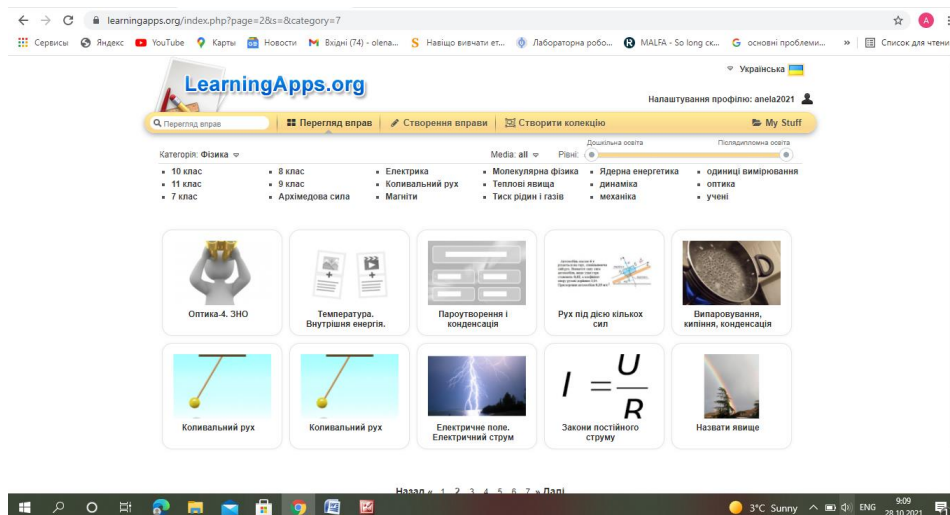 learningapps.org/index.php?page=2&s=&category=7
A
Сервисы Яндекс YouTube Карты Новости Вхідні (74) - olena... Навіщо вивчати ет... Лабораторна робо... MALFA - So long ск... основні проблеми... » Список для чтени
LearningApps.org
Українська
Налаштування профілю: anela2021
Перегляд вправ Перегляд вправ Створення вправи Створити колекцію My Stuff
Категорія: Фізика Media: all Рівні: Дошкільна освіта Післядипломна освіта
10 клас 8 клас Електрика Молекулярна фізика Ядерна енергетика одиниці вимірювання
11 клас 9 клас Коливальний рух Теплові явища динаміка оптика
7 клас Архімедова сила Магніти Тиск рідин і газів механіка учені
Оптика-4. ЗНО
Температура.
Внутрішня енергія.
Пароутворення і
конденсація
Рух під дією кількох
сил
Випаровування,
кипіння, конденсація
Коливальний рух
Коливальний рух
Електричне поле.
Електричний струм
I = U/R
Закони постійного
струму
Назвати явище
Назад « 1 2 3 4 5 6 7 » Далі
3°C Sunny ENG 9:09
28.10.2021